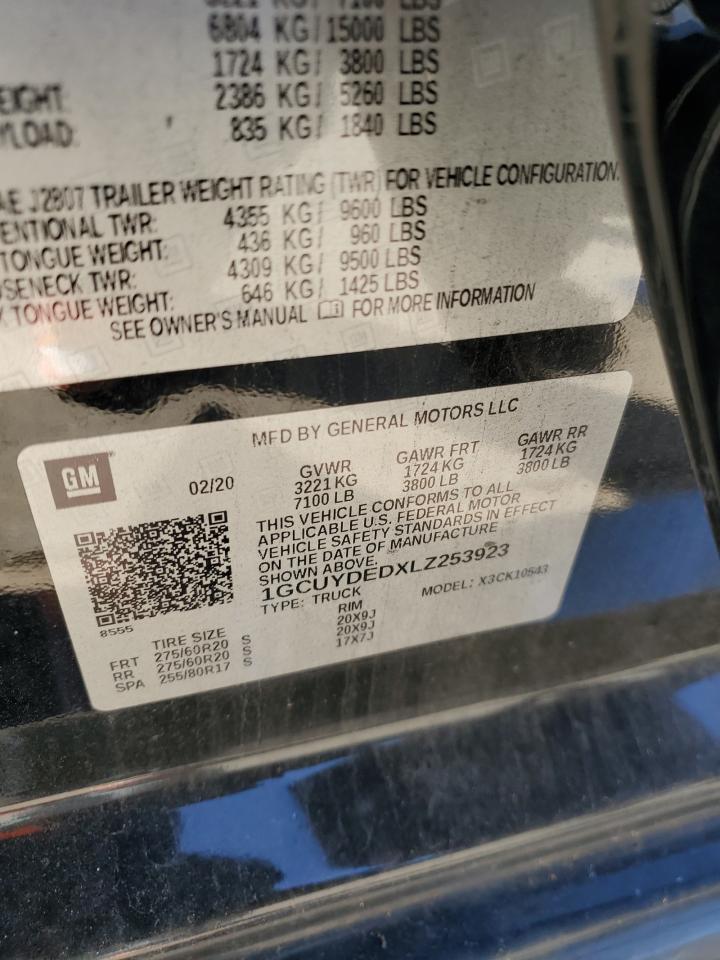 3221 KG/ 7100 LBS
6804 KG/15000 LBS
1724 KG/ 3800 LBS
EIGHT: 2386 KG/ 5260 LBS
YLOAD: 835 KG/ 1840 LBS
AE J2807 TRAILER WEIGHT RATING (TWR) FOR VEHICLE CONFIGURATION.
ENTIONAL TWR: 4355 KG/ 9600 LBS
TONGUE WEIGHT: 436 KG/ 960 LBS
SENECK TWR: 4309 KG/ 9500 LBS
TONGUE WEIGHT: 646 KG/ 1425 LBS
SEE OWNER'S MANUAL FOR MORE INFORMATION
GM
MFD BY GENERAL MOTORS LLC
02/20
GVWR
3221 KG
7100 LB
GAWR FRT
1724 KG
3800 LB
GAWR RR
1724 KG
3800 LB
THIS VEHICLE CONFORMS TO ALL
APPLICABLE U.S. FEDERAL MOTOR
VEHICLE SAFETY STANDARDS IN EFFECT
ON THE DATE OF MANUFACTURE
SHOWN ABOVE.
1GCUYDEDXLZ253923
TYPE: TRUCK MODEL: X3CK10543
8555
TIRE SIZE RIM
FRT 275/60R20 S 20X9J
RR 275/60R20 S 20X9J
SPA 255/80R17 S 17X7J